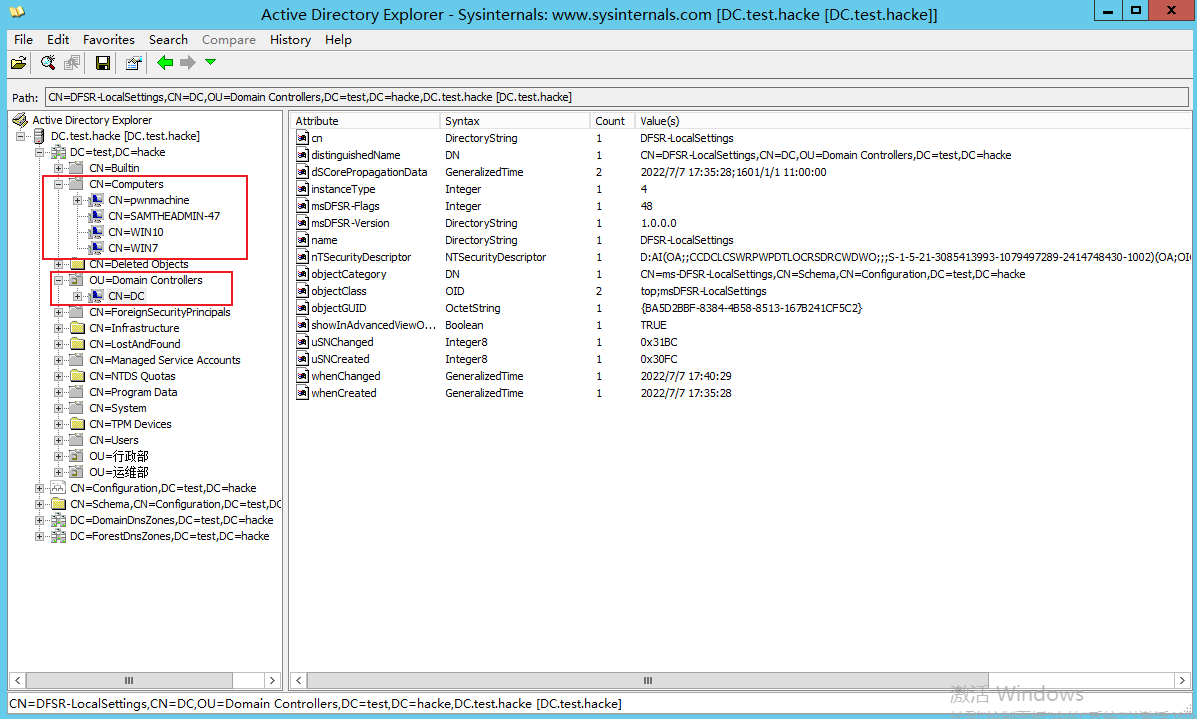 Active Directory Explorer - Sysinternals: www.sysinternals.com [DC.test.hacke [DC.test.hacke]]
File Edit Favorites Search Compare History Help
Path: CN=DFSR-LocalSettings,CN=DC,OU=Domain Controllers,DC=test,DC=hacke,DC.test.hacke [DC.test.hacke]
Active Directory Explorer
DC.test.hacke [DC.test.hacke]
DC=test,DC=hacke
CN=Builtin
CN=Computers
CN=pwnmachine
CN=SAMTHEADMIN-47
CN=WIN10
CN=WIN7
CN=Deleted Objects
OU=Domain Controllers
CN=DC
CN=ForeignSecurityPrincipals
CN=Infrastructure
CN=LostAndFound
CN=Managed Service Accounts
CN=NTDS Quotas
CN=Program Data
CN=System
CN=TPM Devices
CN=Users
OU=行政部
OU=运维部
CN=Configuration,DC=test,DC=hacke
CN=Schema,CN=Configuration,DC=test,DC
DC=DomainDnsZones,DC=test,DC=hacke
DC=ForestDnsZones,DC=test,DC=hacke
Attribute Syntax Count Value(s)
cn DirectoryString 1 DFSR-LocalSettings
distinguishedName DN 1 CN=DFSR-LocalSettings,CN=DC,OU=Domain Controllers,DC=test,DC=hacke
dSCorePropagationData GeneralizedTime 2 2022/7/7 17:35:28;1601/1/1 11:00:00
instanceType Integer 1 4
msDFSR-Flags Integer 1 48
msDFSR-Version DirectoryString 1 1.0.0.0
name DirectoryString 1 DFSR-LocalSettings
nTSecurityDescriptor NTSecurityDescriptor 1 D:AI(OA;;CCDCLCSWRPWPDTLOCRSDRCWDWO;;;S-1-5-21-3085413993-1079497289-2414748430-1002)(OA;OI
objectCategory DN 1 CN=ms-DFSR-LocalSettings,CN=Schema,CN=Configuration,DC=test,DC=hacke
objectClass OID 2 top;msDFSR-LocalSettings
objectGUID OctetString 1 {BA5D2BBF-8384-4B58-8513-167B241CF5C2}
showInAdvancedViewO... Boolean 1 TRUE
uSNChanged Integer8 1 0x31BC
uSNCreated Integer8 1 0x30FC
whenChanged GeneralizedTime 1 2022/7/7 17:40:29
whenCreated GeneralizedTime 1 2022/7/7 17:35:28
激活 Windows
CN=DFSR-LocalSettings,CN=DC,OU=Domain Controllers,DC=test,DC=hacke,DC.test.hacke [DC.test.hacke]